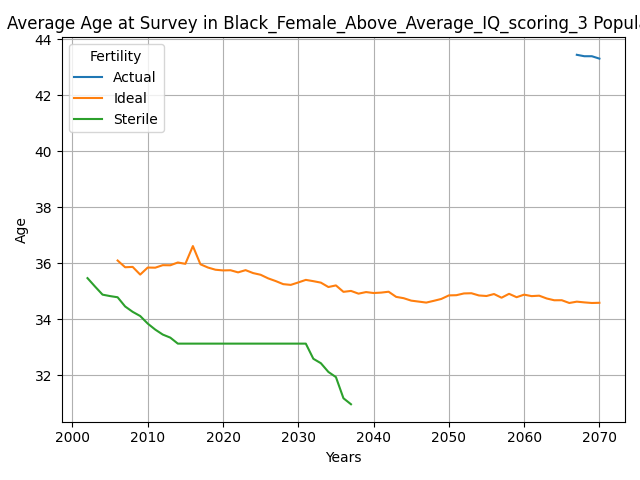 Average Age at Survey in Black_Female_Above_Average_IQ_scoring_3 Popul
Fertility
Actual
Ideal
Sterile
44
42
40
38
36
34
32
Age
2000 2010 2020 2030 2040 2050 2060 2070
Years